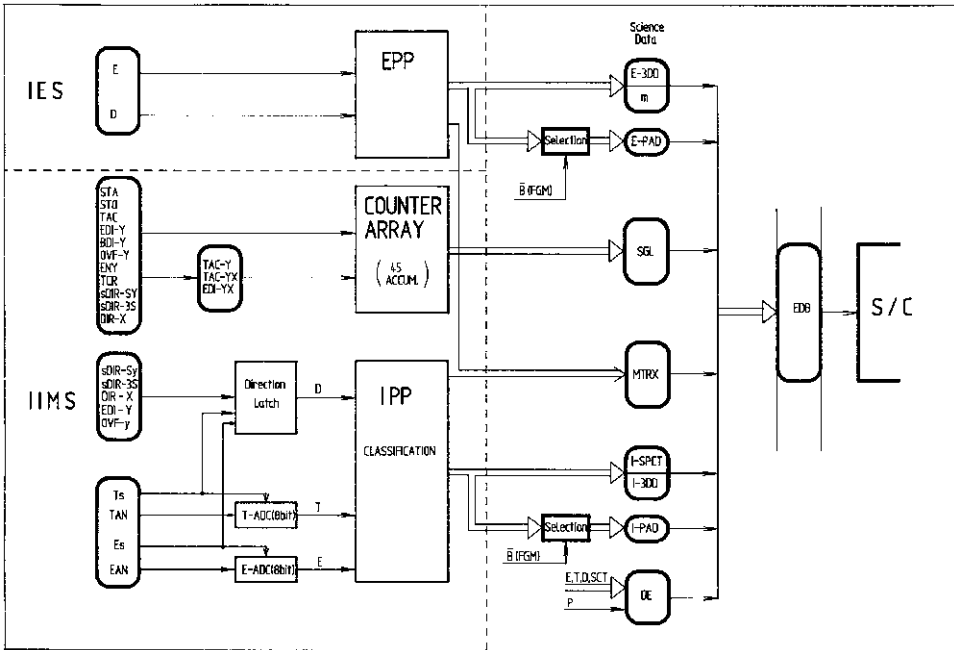 Science
Data
IES
E
D
EPP
E-3DD
m
Selection
E-PAD
B̄ (FGM)
STA
STO
TAC
EDI-Y
BDI-Y
OVF-Y
ENY
TCR
sDIR-SY
sDIR-3S
DIR-X
TAC-Y
TAC-YX
EDI-YX
COUNTER
ARRAY
( 45
ACCUM. )
SGL
EDB
S/C
IIMS
sDIR-Sy
sDIR-3S
DIR-X
EDI-Y
OVF-y
Direction
Latch
D
IPP
CLASSIFICATION
MTRX
I-SPCT
I-3DD
Ts
TAN
Es
EAN
T-ADC(8bit)
T
E-ADC(8bit)
E
Selection
I-PAD
B̄ (FGM)
E,T,D,SCT
P
DE